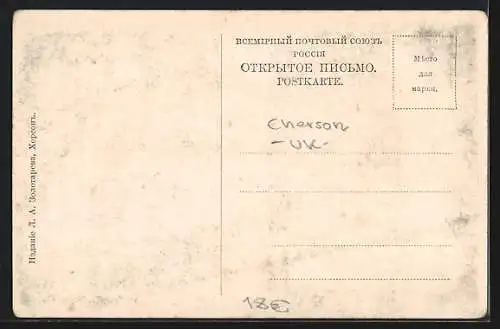 Изданіе Л. А. Золотарева, Херсонъ.
ВСЕМІРНЫЙ ПОЧТОВЫЙ СОЮЗЪ
РОССІЯ
ОТКРЫТОЕ ПИСЬМО.
POSTKARTE.
Мѣсто
для
марки.
Cherson
-UK-
18€